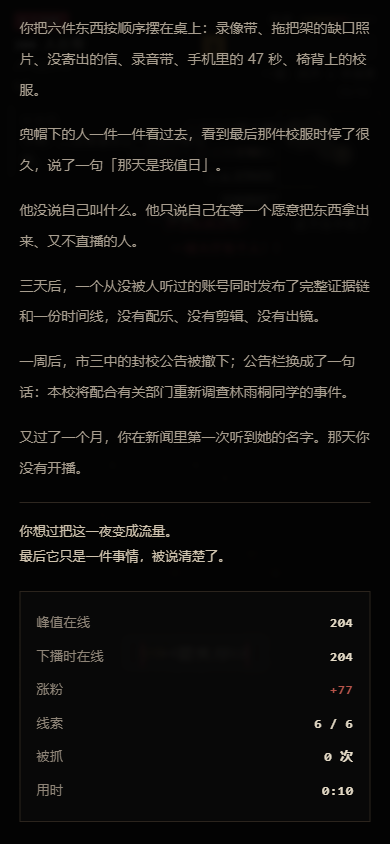 你把六件东西按顺序摆在桌上：录像带、拖把架的缺口照
片、没寄出的信、录音带、手机里的 47 秒、椅背上的校
服。
兜帽下的人一件一件看过去，看到最后那件校服时停了很
久，说了一句「那天是我值日」。
他没说自己叫什么。他只说自己在等一个愿意把东西拿出
来、又不直播的人。
三天后，一个从没被人听过的账号同时发布了完整证据链
和一份时间线，没有配乐、没有剪辑、没有出镜。
一周后，市三中的封校公告被撤下；公告栏换成了一句
话：本校将配合有关部门重新调查林雨桐同学的事件。
又过了一个月，你在新闻里第一次听到她的名字。那天你
没有开播。
你想过把这一夜变成流量。
最后它只是一件事情，被说清楚了。
峰值在线 204
下播时在线 204
涨粉 +77
线索 6 / 6
被抓 0 次
用时 0:10